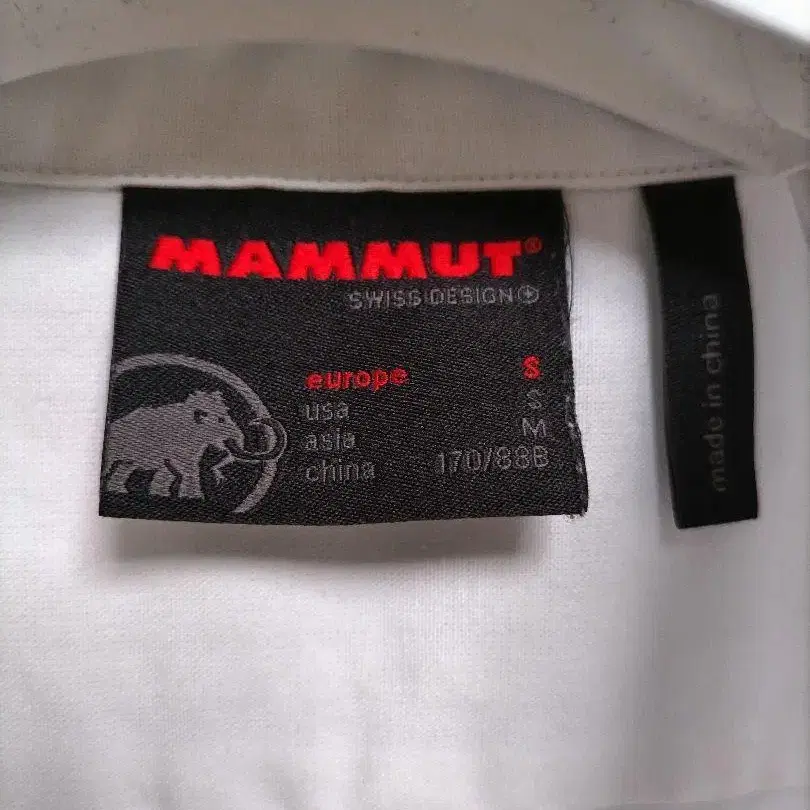 MAMMUT®
SWISS DESIGN
europe S
usa S
asia M
china 170/88B
made in china